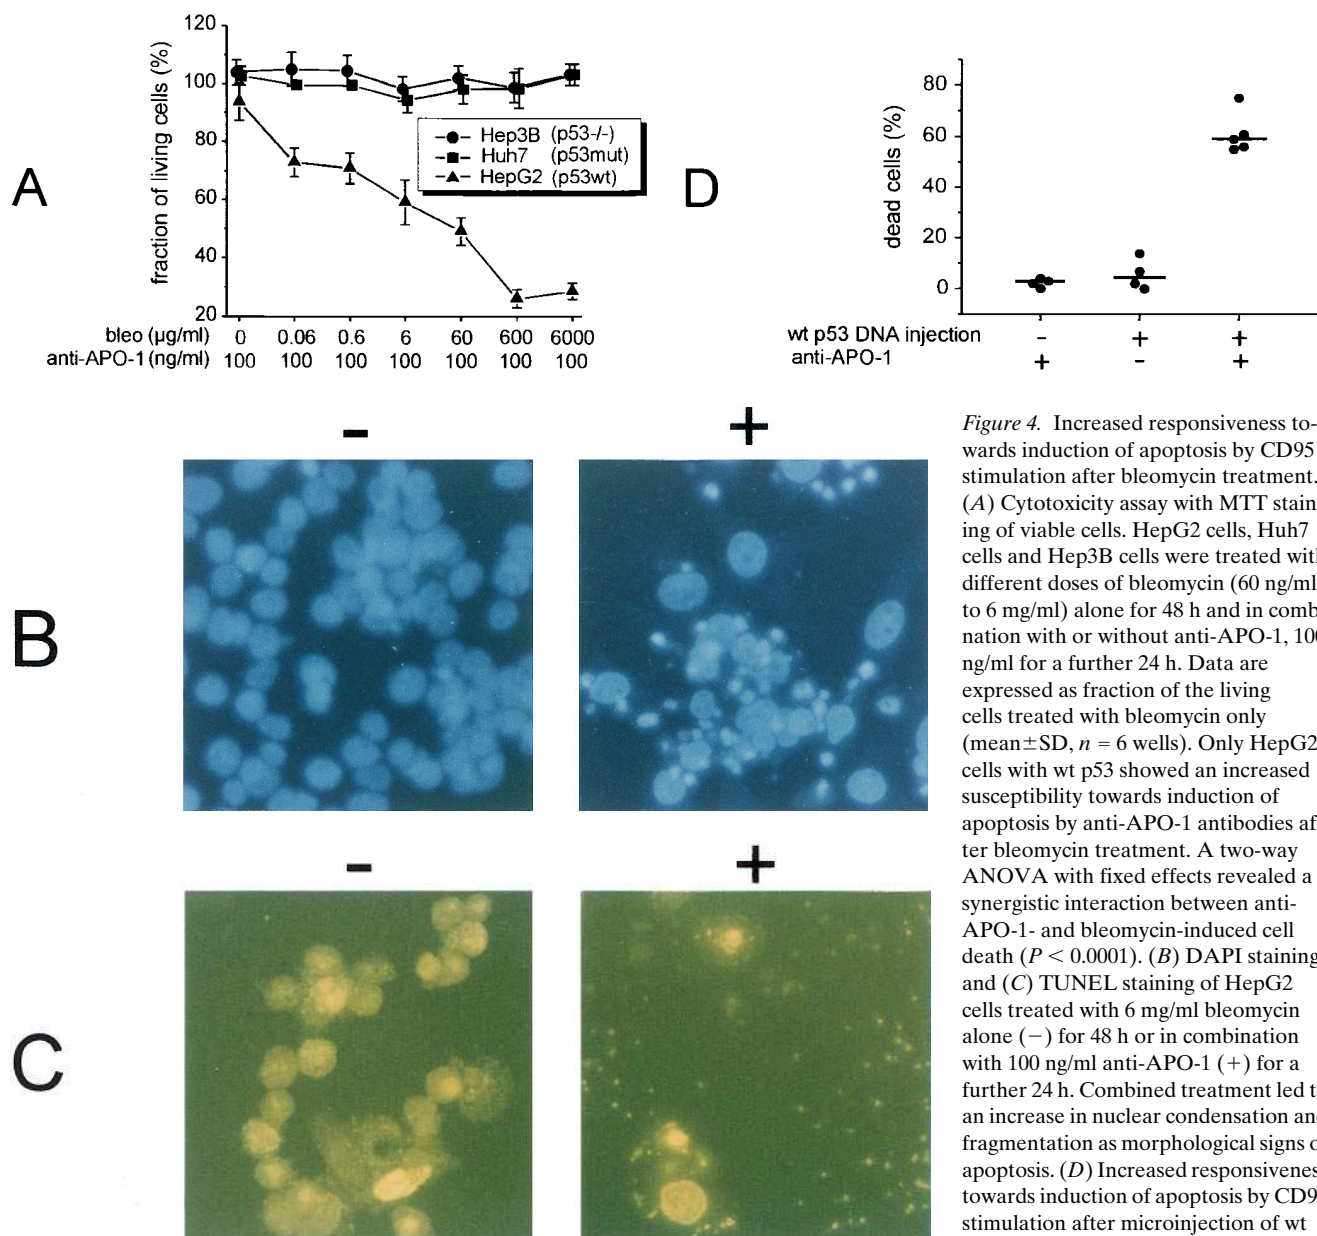 A
fraction of living cells (%)
120
100
80
60
40
20
Hep3B (p53-/-)
Huh7 (p53mut)
HepG2 (p53wt)
bleo (µg/ml) 0 0.06 0.6 6 60 600 6000
anti-APO-1 (ng/ml) 100 100 100 100 100 100 100
D
dead cells (%)
80
60
40
20
0
wt p53 DNA injection - + +
anti-APO-1 + - +
B
- +
C
- +
Figure 4. Increased responsiveness to-
wards induction of apoptosis by CD95
stimulation after bleomycin treatment.
(A) Cytotoxicity assay with MTT stain
ing of viable cells. HepG2 cells, Huh7
cells and Hep3B cells were treated with
different doses of bleomycin (60 ng/ml
to 6 mg/ml) alone for 48 h and in comb
nation with or without anti-APO-1, 100
ng/ml for a further 24 h. Data are
expressed as fraction of the living
cells treated with bleomycin only
(mean±SD, n = 6 wells). Only HepG2
cells with wt p53 showed an increased
susceptibility towards induction of
apoptosis by anti-APO-1 antibodies af
ter bleomycin treatment. A two-way
ANOVA with fixed effects revealed a
synergistic interaction between anti-
APO-1- and bleomycin-induced cell
death (P < 0.0001). (B) DAPI staining
and (C) TUNEL staining of HepG2
cells treated with 6 mg/ml bleomycin
alone (−) for 48 h or in combination
with 100 ng/ml anti-APO-1 (+) for a
further 24 h. Combined treatment led t
an increase in nuclear condensation and
fragmentation as morphological signs o
apoptosis. (D) Increased responsivenes
towards induction of apoptosis by CD9
stimulation after microinjection of wt